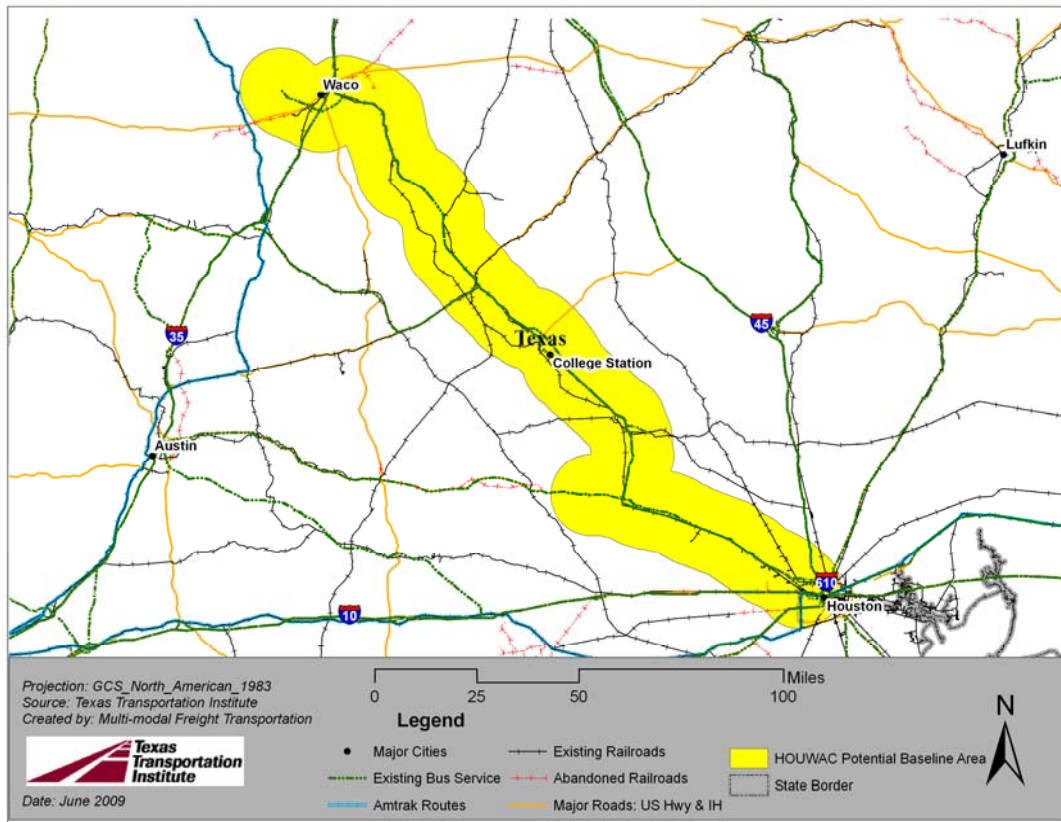 Waco
Lufkin
35
45
Texas
College Station
Austin
610
Houston
10
Projection: GCS_North_American_1983
Source: Texas Transportation Institute
Created by: Multi-modal Freight Transportation
Miles
0 25 50 100
Legend
N
Texas
Transportation
Institute
Date: June 2009
Major Cities
Existing Bus Service
Amtrak Routes
Existing Railroads
Abandoned Railroads
Major Roads: US Hwy & IH
HOUWAC Potential Baseline Area
State Border